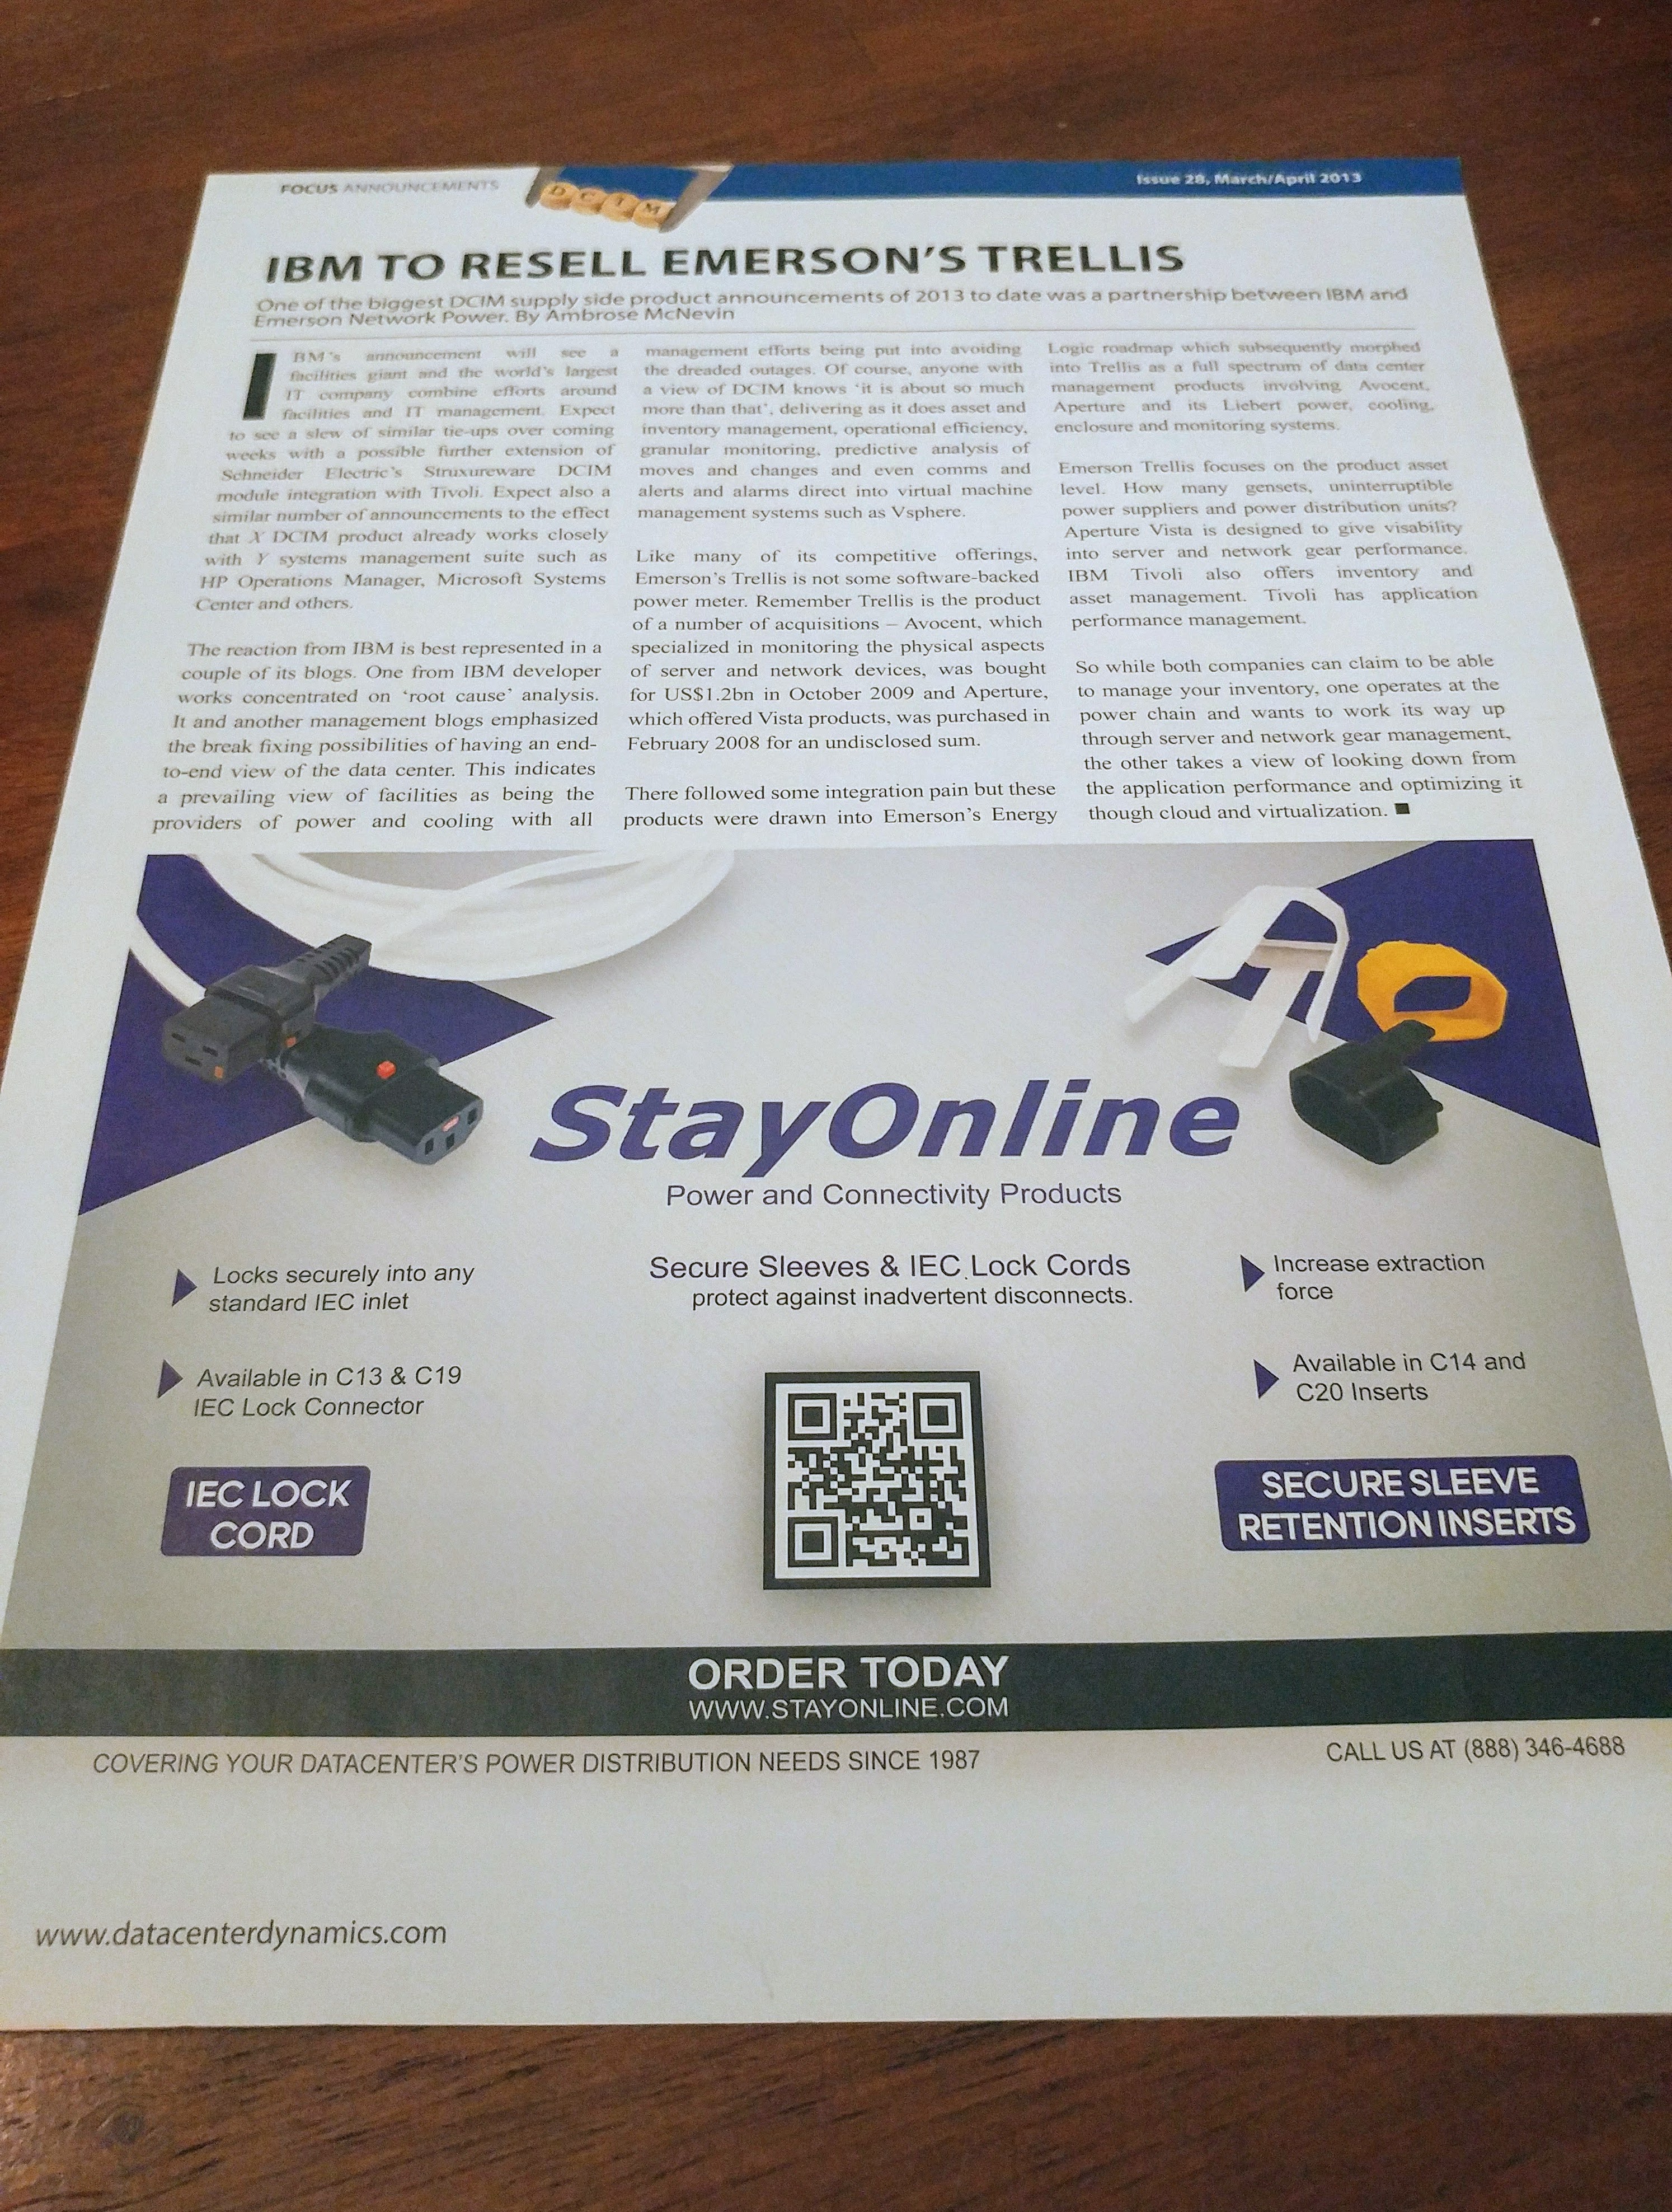 FOCUS ANNOUNCEMENTS
DCIM
Issue 28, March/April 2013
IBM TO RESELL EMERSON'S TRELLIS
One of the biggest DCIM supply side product announcements of 2013 to date was a partnership between IBM and
Emerson Network Power. By Ambrose McNevin
IBM's announcement will see a
facilities giant and the world's largest
IT company combine efforts around
facilities and IT management. Expect
to see a slew of similar tie-ups over coming
weeks with a possible further extension of
Schneider Electric's Struxureware DCIM
module integration with Tivoli. Expect also a
similar number of announcements to the effect
that X DCIM product already works closely
with Y systems management suite such as
HP Operations Manager, Microsoft Systems
Center and others.
The reaction from IBM is best represented in a
couple of its blogs. One from IBM developer
works concentrated on 'root cause' analysis.
It and another management blogs emphasized
the break fixing possibilities of having an end-
to-end view of the data center. This indicates
a prevailing view of facilities as being the
providers of power and cooling with all
management efforts being put into avoiding
the dreaded outages. Of course, anyone with
a view of DCIM knows 'it is about so much
more than that', delivering as it does asset and
inventory management, operational efficiency,
granular monitoring, predictive analysis of
moves and changes and even comms and
alerts and alarms direct into virtual machine
management systems such as Vsphere.
Like many of its competitive offerings,
Emerson's Trellis is not some software-backed
power meter. Remember Trellis is the product
of a number of acquisitions – Avocent, which
specialized in monitoring the physical aspects
of server and network devices, was bought
for US$1.2bn in October 2009 and Aperture,
which offered Vista products, was purchased in
February 2008 for an undisclosed sum.
There followed some integration pain but these
products were drawn into Emerson's Energy
Logic roadmap which subsequently morphed
into Trellis as a full spectrum of data center
management products involving Avocent,
Aperture and its Liebert power, cooling,
enclosure and monitoring systems.
Emerson Trellis focuses on the product asset
level. How many gensets, uninterruptible
power suppliers and power distribution units?
Aperture Vista is designed to give visability
into server and network gear performance.
IBM Tivoli also offers inventory and
asset management. Tivoli has application
performance management.
So while both companies can claim to be able
to manage your inventory, one operates at the
power chain and wants to work its way up
through server and network gear management,
the other takes a view of looking down from
the application performance and optimizing it
though cloud and virtualization. ■
StayOnline
Power and Connectivity Products
Locks securely into any
standard IEC inlet
Available in C13 & C19
IEC Lock Connector
IEC LOCK
CORD
Secure Sleeves & IEC Lock Cords
protect against inadvertent disconnects.
Increase extraction
force
Available in C14 and
C20 Inserts
SECURE SLEEVE
RETENTION INSERTS
ORDER TODAY
WWW.STAYONLINE.COM
COVERING YOUR DATACENTER'S POWER DISTRIBUTION NEEDS SINCE 1987
CALL US AT (888) 346-4688
www.datacenterdynamics.com